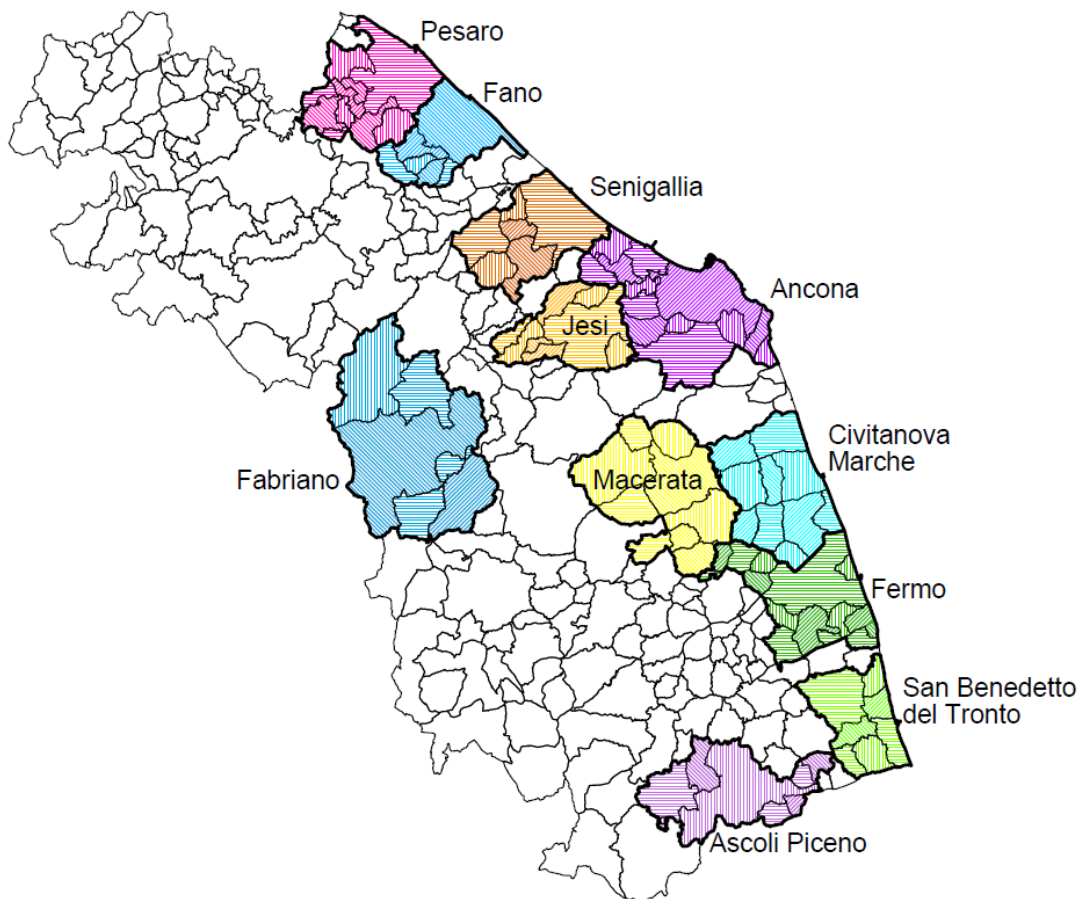 Pesaro
Fano
Senigallia
Ancona
Jesi
Civitanova
Marche
Fabriano
Macerata
Fermo
San Benedetto
del Tronto
Ascoli Piceno